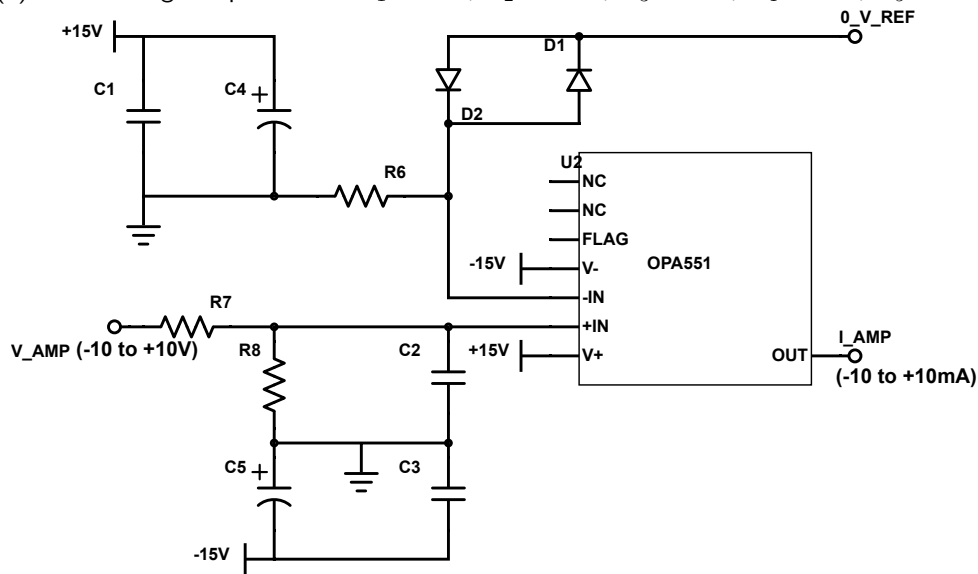 0_V_REF
+15V
D1
C1
C4
+
D2
U2
R6
NC
NC
FLAG
-15V
V-
OPA551
-IN
R7
+IN
V_AMP (-10 to +10V)
R8
C2
+15V
V+
OUT
I_AMP
(-10 to +10mA)
C5
+
C3
-15V